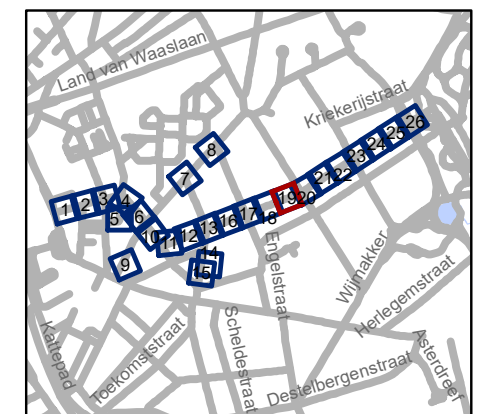 Land van Waaslaan
Kriekerijstraat
8
7
1 2 3 4
5 6
9
10 11 12 13 16 17 18 19 20 21 22 23 24 25 26
14
15
Engelstraat
Wijmakker
Herlegemstraat
Kattepad
Toekomststraat
Scheldestraat
Destelbergenstraat
Asterdreef